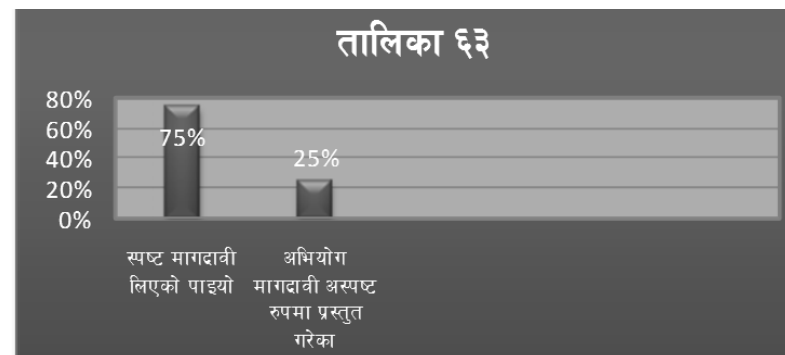 तालिका ६३
80%
60%
40%
20%
0%
75%
25%
स्पष्ट मागदावी
लिएको पाइयो
अभियोग
मागदावी अस्पष्ट
रुपमा प्रस्तुत
गरेका